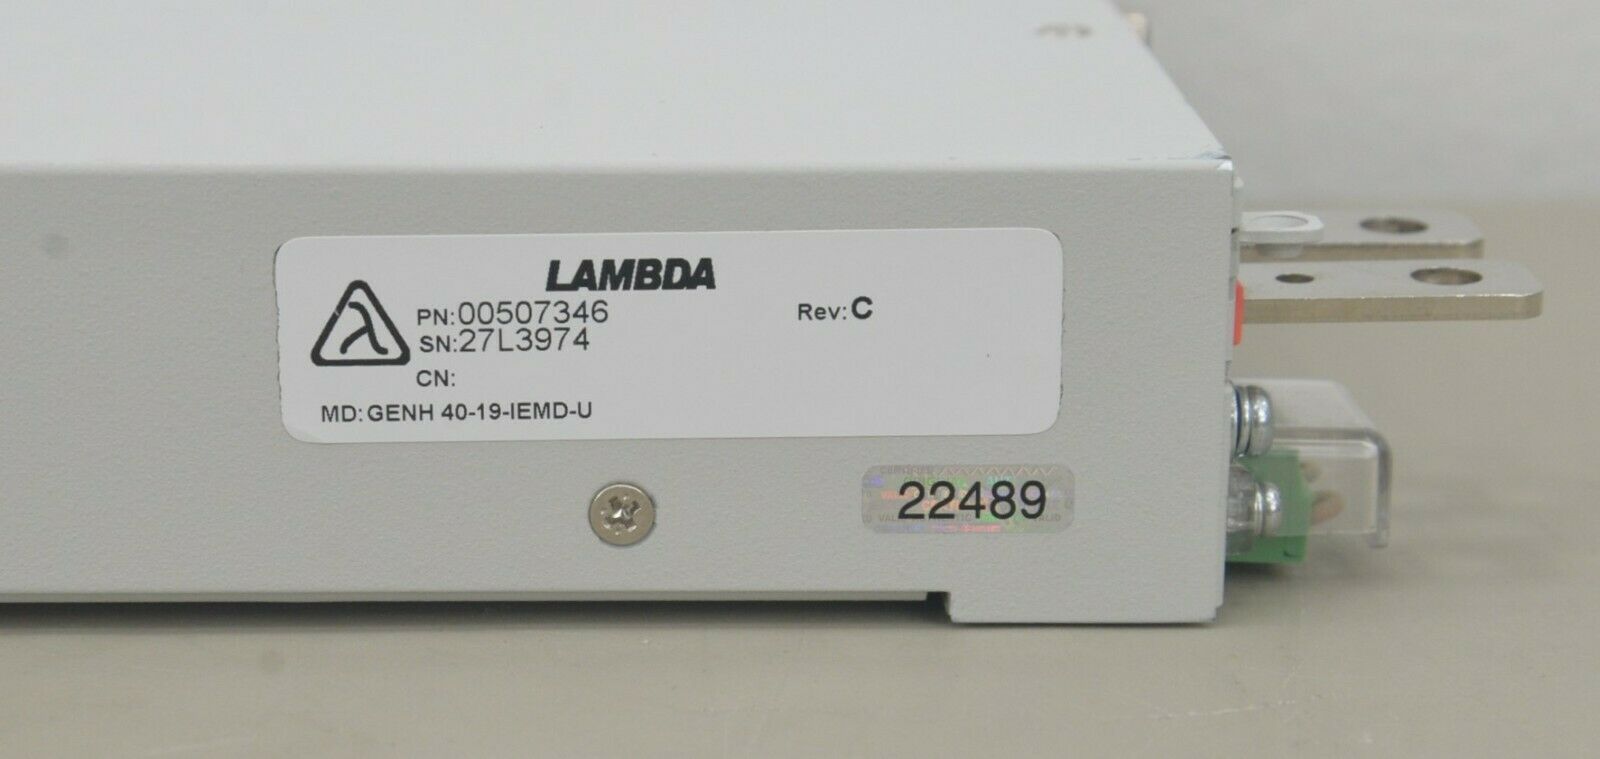 LAMBDA
PN:00507346 Rev:C
SN:27L3974
CN:
MD:GENH 40-19-IEMD-U
22489